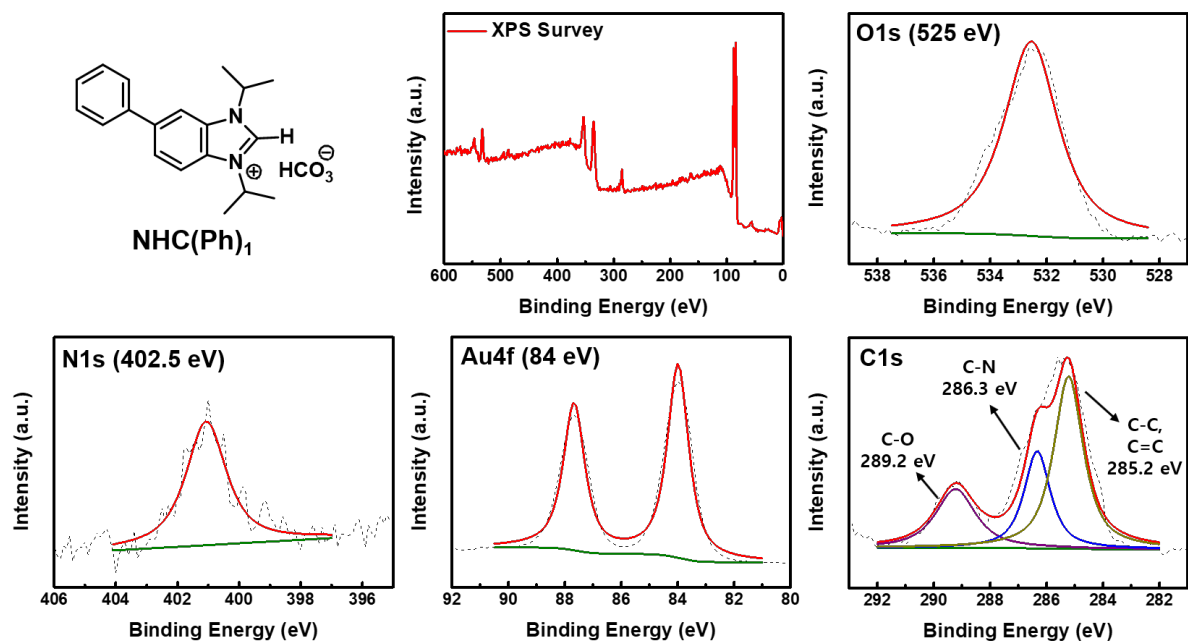 N
N
H
⊕
HCO₃
⊖
NHC(Ph)₁
XPS Survey
Intensity (a.u.)
600 500 400 300 200 100 0
Binding Energy (eV)
O1s (525 eV)
Intensity (a.u.)
538 536 534 532 530 528
Binding Energy (eV)
N1s (402.5 eV)
Intensity (a.u.)
406 404 402 400 398 396
Binding Energy (eV)
Au4f (84 eV)
Intensity (a.u.)
92 90 88 86 84 82 80
Binding Energy (eV)
C1s
C-N
286.3 eV
C-O
289.2 eV
C-C,
C=C
285.2 eV
Intensity (a.u.)
292 290 288 286 284 282
Binding Energy (eV)